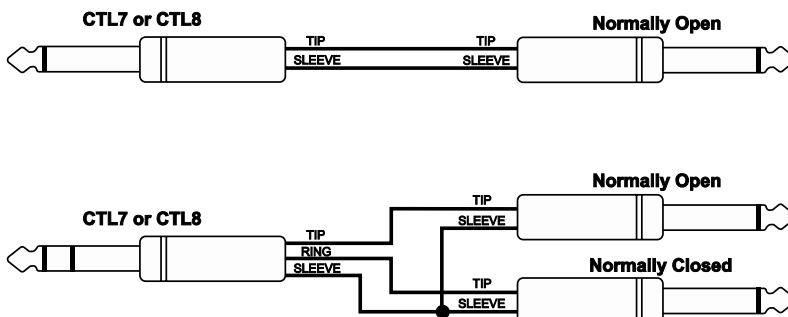 CTL7 or CTL8
Normally Open
TIP
TIP
SLEEVE
SLEEVE
Normally Open
CTL7 or CTL8
TIP
SLEEVE
TIP
RING
SLEEVE
Normally Closed
TIP
SLEEVE